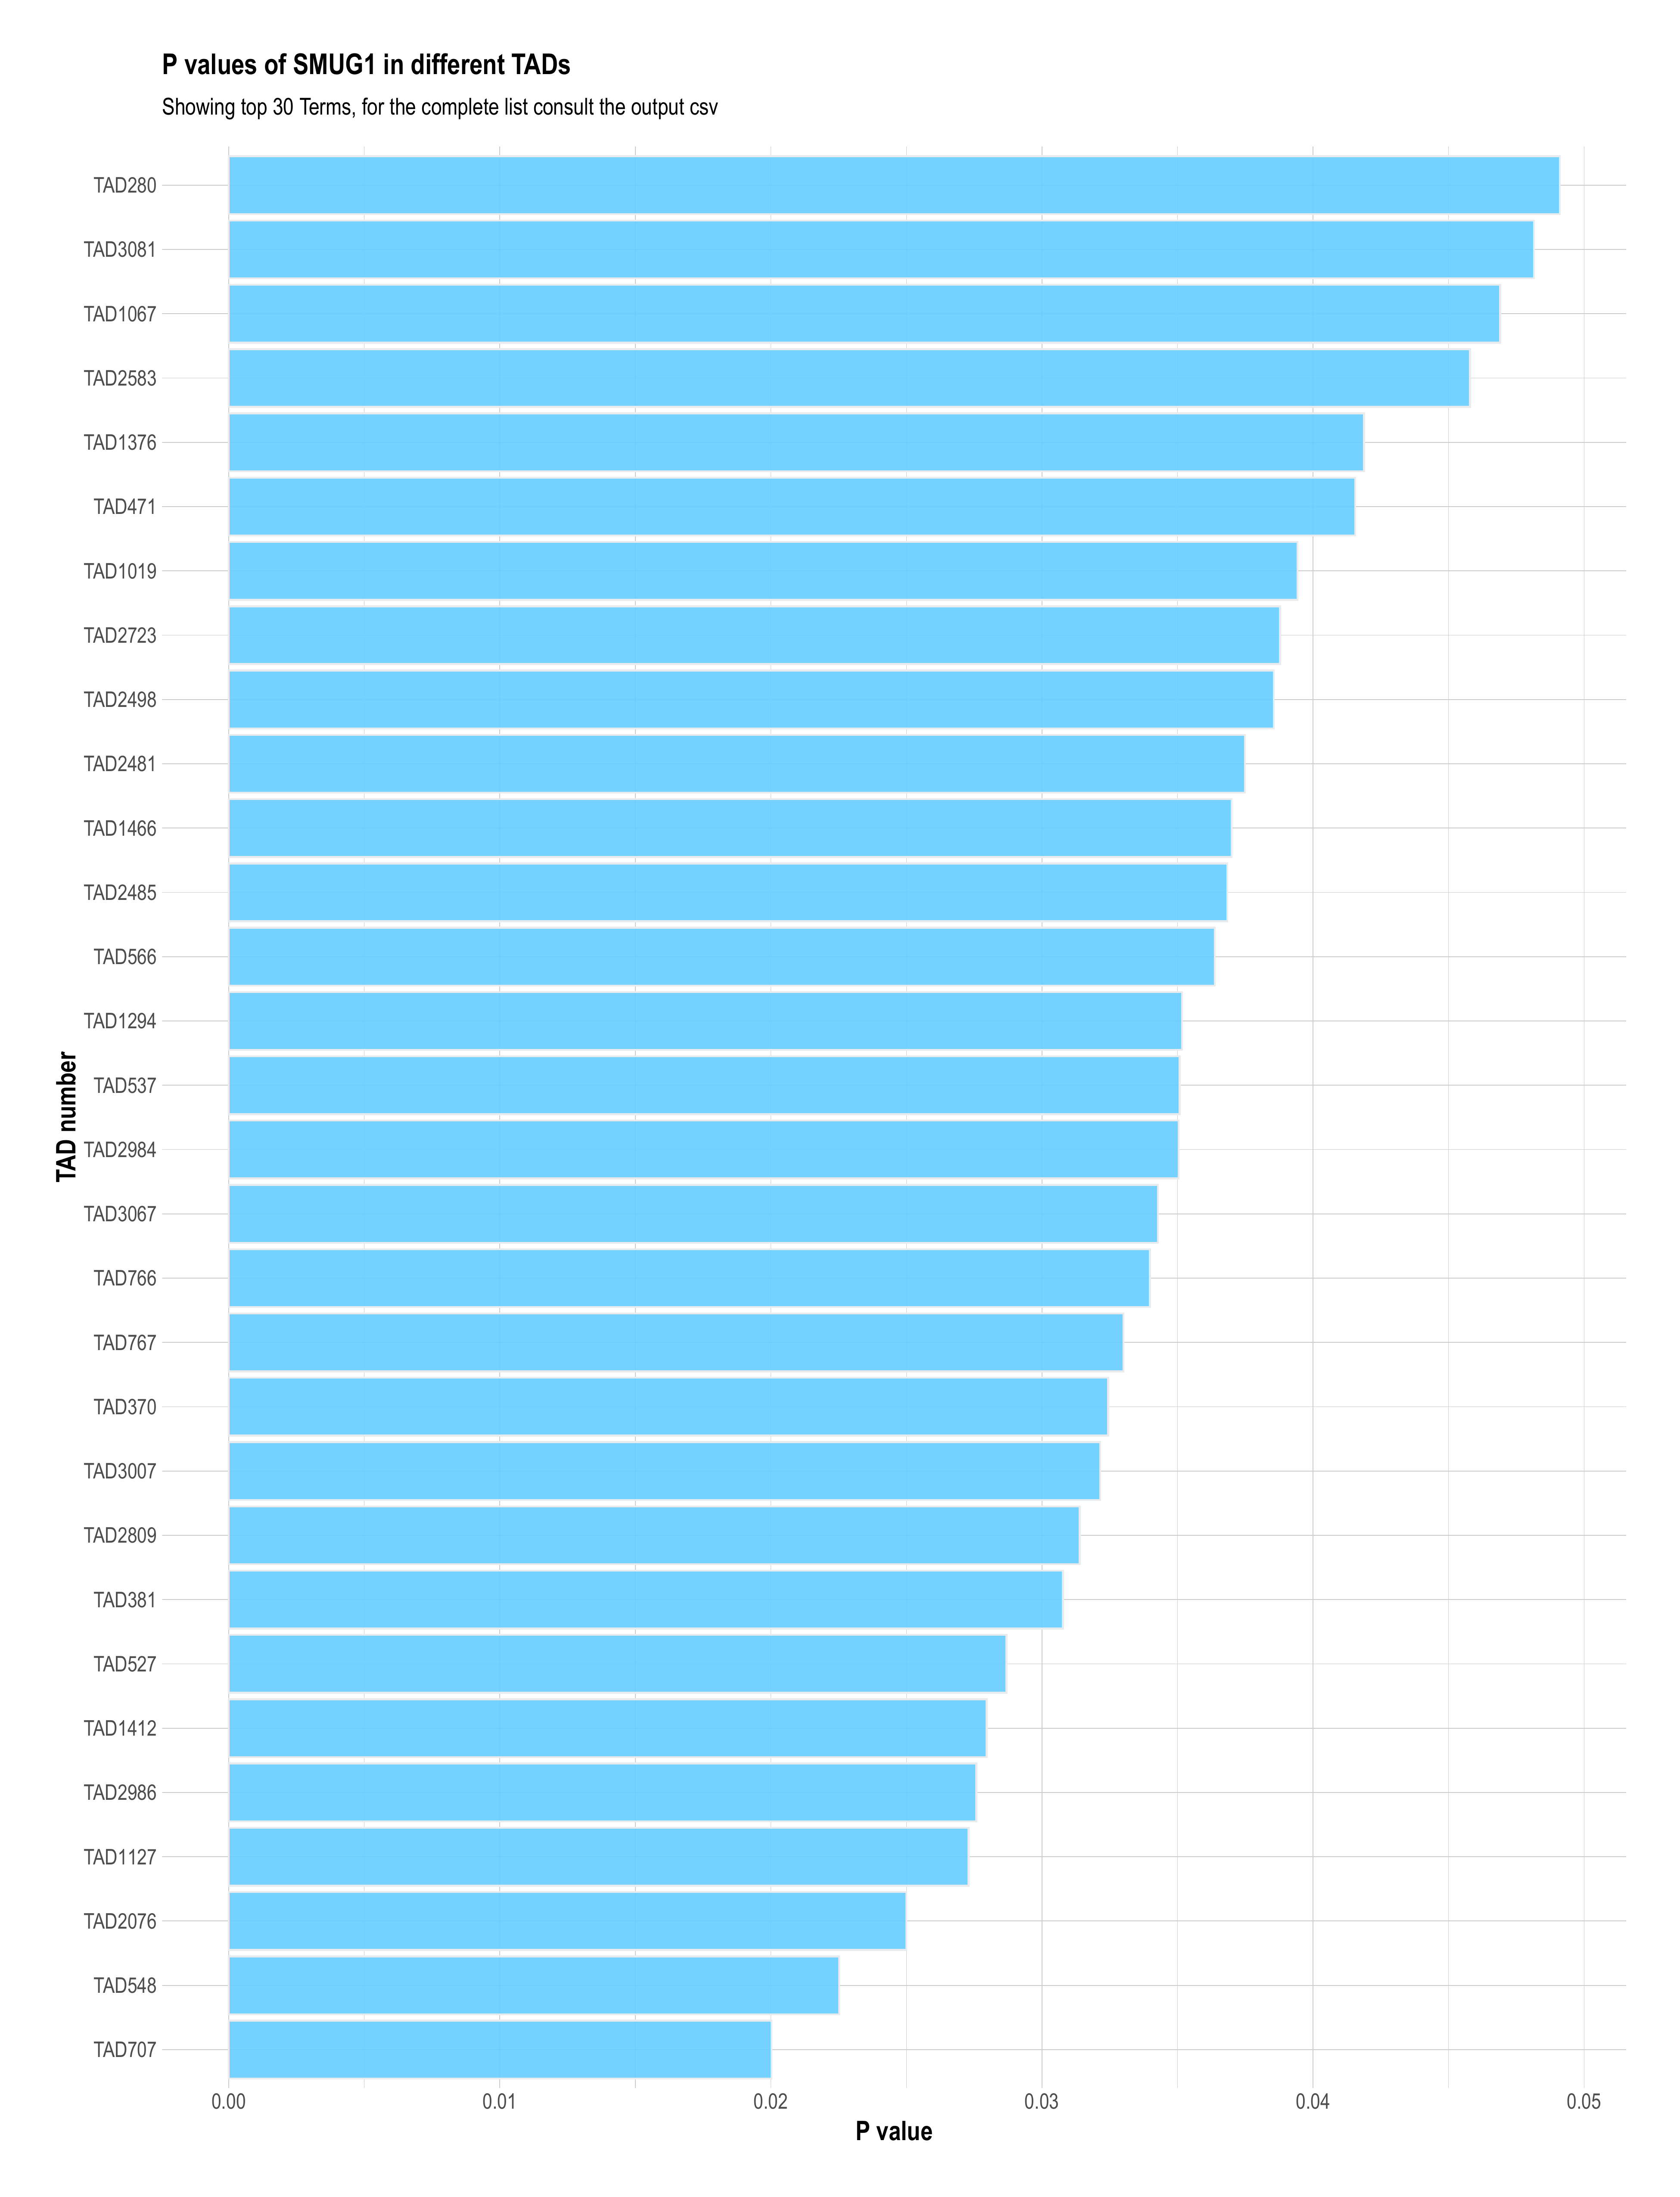 P values of SMUG1 in different TADs
Showing top 30 Terms, for the complete list consult the output csv
TAD280
TAD3081
TAD1067
TAD2583
TAD1376
TAD471
TAD1019
TAD2723
TAD2498
TAD2481
TAD1466
TAD2485
TAD566
TAD1294
TAD537
TAD2984
TAD3067
TAD766
TAD767
TAD370
TAD3007
TAD2809
TAD381
TAD527
TAD1412
TAD2986
TAD1127
TAD2076
TAD548
TAD707
TAD number
0.00 0.01 0.02 0.03 0.04 0.05
P value